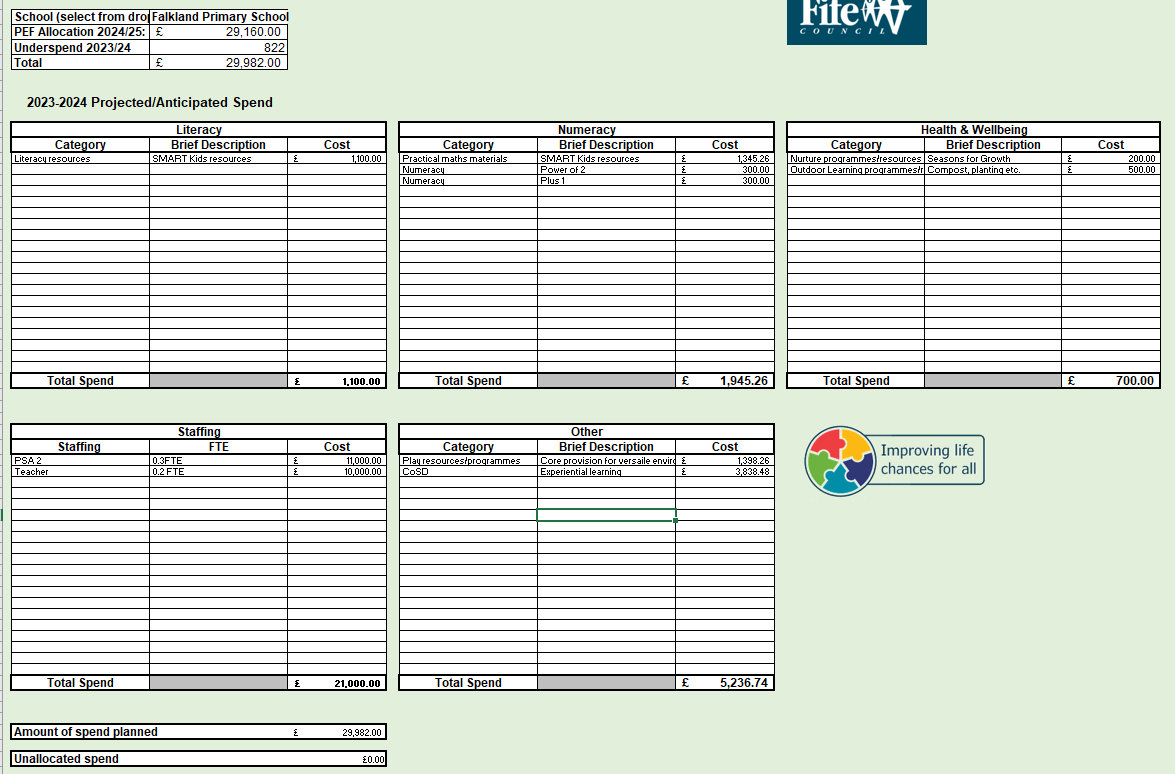 School (select from dro Falkland Primary School
PEF Allocation 2024/25: £ 29,160.00
Underspend 2023/24 822
Total £ 29,982.00
Fife
COUNCIL
2023-2024 Projected/Anticipated Spend
Literacy
Category Brief Description Cost
Literacy resources SMART Kids resources £ 1,100.00
Total Spend £ 1,100.00
Numeracy
Category Brief Description Cost
Practical maths materials SMART Kids resources £ 1,345.26
Numeracy Power of 2 £ 300.00
Numeracy Plus 1 £ 300.00
Total Spend £ 1,945.26
Health & Wellbeing
Category Brief Description Cost
Nurture programmes/resources Seasons for Growth £ 200.00
Outdoor Learning programmes/r Compost, planting etc. £ 500.00
Total Spend £ 700.00
Staffing
Staffing FTE Cost
PSA 2 0.3FTE £ 11,000.00
Teacher 0.2 FTE £ 10,000.00
Total Spend £ 21,000.00
Other
Category Brief Description Cost
Play resources/programmes Core provision for versaile enviro £ 1,398.26
CoSD Experiential learning £ 3,838.48
Total Spend £ 5,236.74
Improving life
chances for all
Amount of spend planned £ 29,982.00
Unallocated spend £0.00